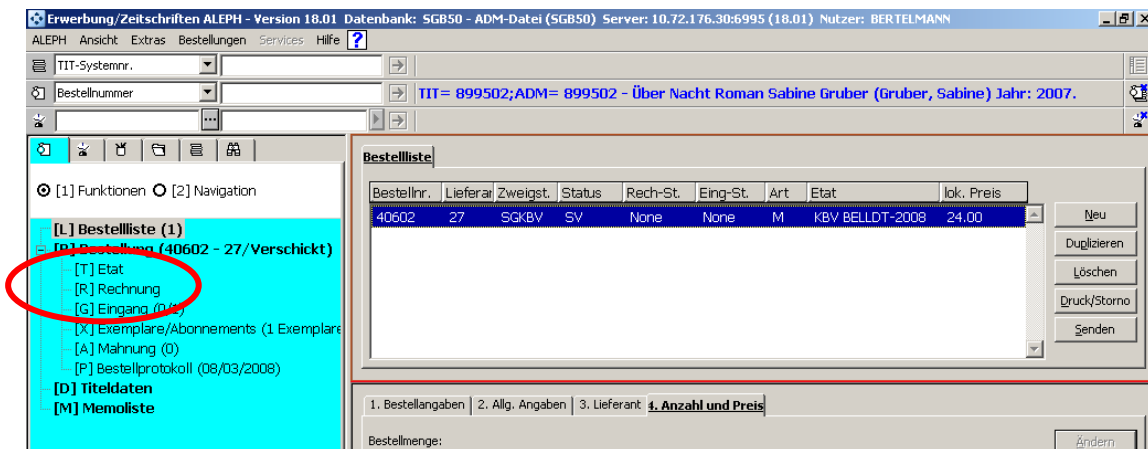 Erwerbung/Zeitschriften ALEPH - Version 18.01 Datenbank: SGB50 - ADM-Datei (SGB50) Server: 10.72.176.30:6995 (18.01) Nutzer: BERTELMANN
ALEPH Ansicht Extras Bestellungen Services Hilfe ?
TIT-Systemnr.
Bestellnummer TIT= 899502;ADM= 899502 - Über Nacht Roman Sabine Gruber (Gruber, Sabine) Jahr: 2007.
...
Bestellliste
[1] Funktionen [2] Navigation
Bestellnr. Lieferar Zweigst. Status Rech-St. Eing-St. Art Etat lok. Preis
40602 27 SGKBV SV None None M KBV BELLDT-2008 24.00
Neu
Duplizieren
Löschen
Druck/Storno
Senden
[L] Bestellliste (1)
[B] Bestellung (40602 - 27/Verschickt)
[T] Etat
[R] Rechnung
[G] Eingang (0/1)
[X] Exemplare/Abonnements (1 Exemplare
[A] Mahnung (0)
[P] Bestellprotokoll (08/03/2008)
[D] Titeldaten
[M] Memoliste
1. Bestellangaben 2. Allg. Angaben 3. Lieferant 4. Anzahl und Preis
Bestellmenge:
Ändern